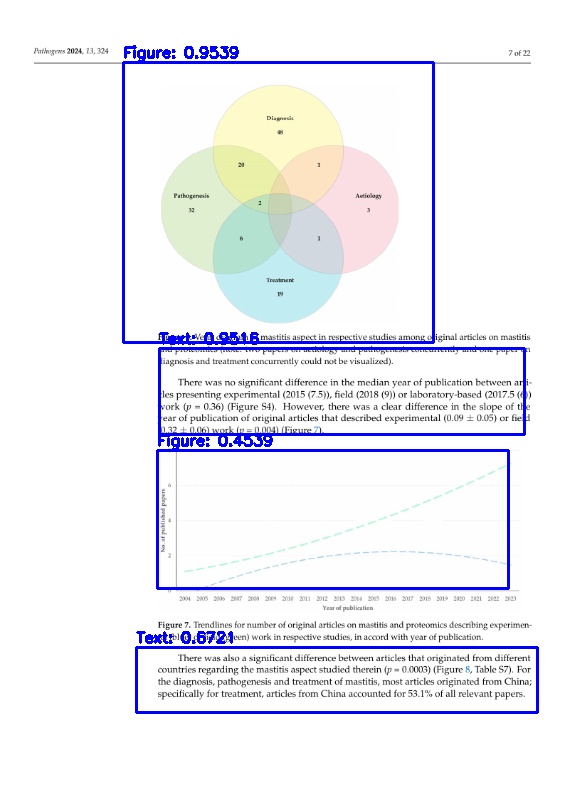 Pathogens 2024, 13, 324
7 of 22
Figure: 0.9539
Diagnosis
48
20
1
Pathogenesis
32
2
Aetiology
3
6
1
Treatment
19
Text: 0.9516
mastitis aspect in respective studies among original articles on mastitis
and proteomics (note: two papers on aetiology and pathogenesis concurrently and one paper on
diagnosis and treatment concurrently could not be visualized).
There was no significant difference in the median year of publication between arti-
cles presenting experimental (2015 (7.5)), field (2018 (9)) or laboratory-based (2017.5 (6))
work (p = 0.36) (Figure S4). However, there was a clear difference in the slope of the
year of publication of original articles that described experimental (0.09 ± 0.05) or field
(0.32 ± 0.06) work (p = 0.004) (Figure 7).
Figure: 0.4539
No. of published papers
6
4
2
0
2004 2005 2006 2007 2008 2009 2010 2011 2012 2013 2014 2015 2016 2017 2018 2019 2020 2021 2022 2023
Year of publication
Figure 7. Trendlines for number of original articles on mastitis and proteomics describing experimen-
green) work in respective studies, in accord with year of publication.
Text: 0.6721
There was also a significant difference between articles that originated from different
countries regarding the mastitis aspect studied therein (p = 0.0003) (Figure 8, Table S7). For
the diagnosis, pathogenesis and treatment of mastitis, most articles originated from China;
specifically for treatment, articles from China accounted for 53.1% of all relevant papers.